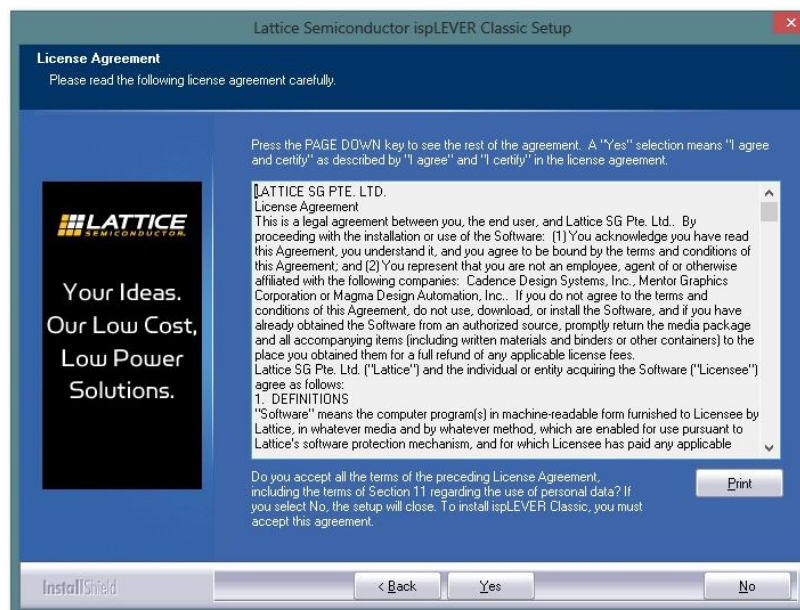 Lattice Semiconductor ispLEVER Classic Setup
License Agreement
Please read the following license agreement carefully.
Press the PAGE DOWN key to see the rest of the agreement. A "Yes" selection means "I agree
and certify" as described by "I agree" and "I certify" in the license agreement.
LATTICE
SEMICONDUCTOR.
Your Ideas.
Our Low Cost,
Low Power
Solutions.
LATTICE SG PTE. LTD.
License Agreement
This is a legal agreement between you, the end user, and Lattice SG Pte. Ltd.. By
proceeding with the installation or use of the Software: (1) You acknowledge you have read
this Agreement, you understand it, and you agree to be bound by the terms and conditions of
this Agreement; and (2) You represent that you are not an employee, agent of or otherwise
affiliated with the following companies: Cadence Design Systems, Inc., Mentor Graphics
Corporation or Magma Design Automation, Inc.. If you do not agree to the terms and
conditions of this Agreement, do not use, download, or install the Software, and if you have
already obtained the Software from an authorized source, promptly return the media package
and all accompanying items (including written materials and binders or other containers) to the
place you obtained them for a full refund of any applicable license fees.
Lattice SG Pte. Ltd. ("Lattice") and the individual or entity acquiring the Software ("Licensee")
agree as follows:
1. DEFINITIONS
"Software" means the computer program(s) in machine-readable form furnished to Licensee by
Lattice, in whatever media and by whatever method, which are enabled for use pursuant to
Lattice's software protection mechanism, and for which Licensee has paid any applicable
Do you accept all the terms of the preceding License Agreement,
including the terms of Section 11 regarding the use of personal data? If
you select No, the setup will close. To install ispLEVER Classic, you must
accept this agreement.
Print
InstallShield
< Back
Yes
No